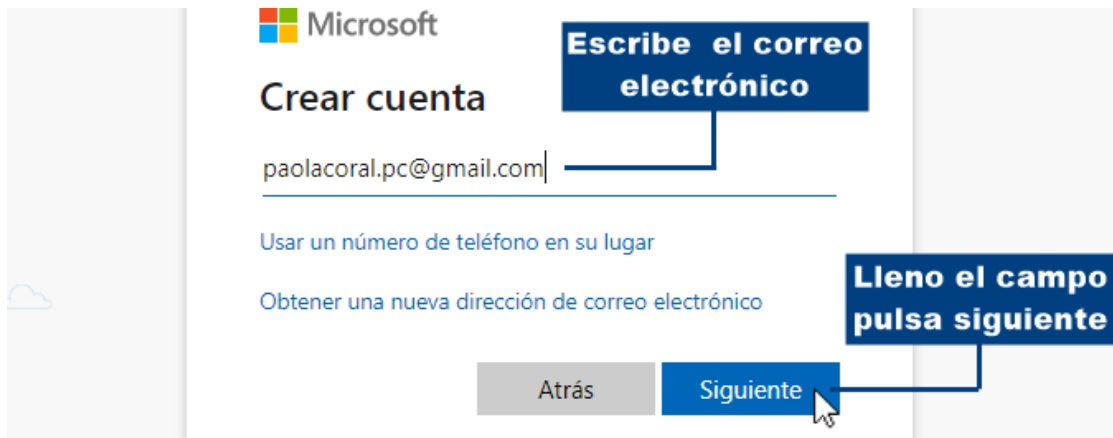 Microsoft
Escribe el correo
electrónico
Crear cuenta
paolacoral.pc@gmail.com
Usar un número de teléfono en su lugar
Obtener una nueva dirección de correo electrónico
Lleno el campo
pulsa siguiente
Atrás
Siguiente